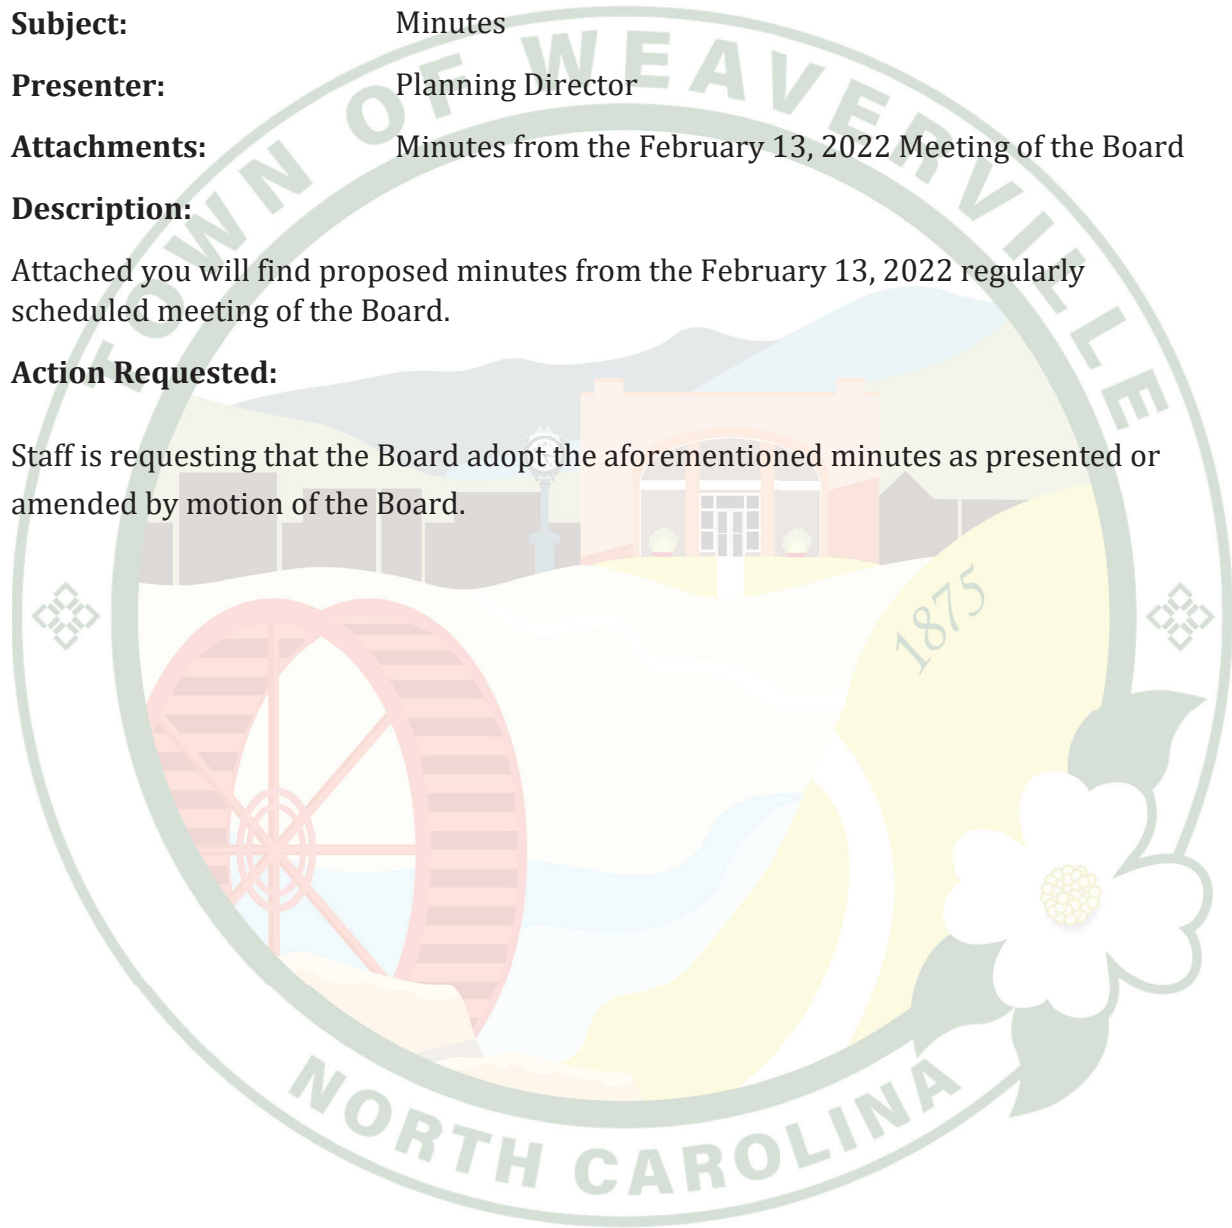 Subject: Minutes
Presenter: Planning Director
Attachments: Minutes from the February 13, 2022 Meeting of the Board
Description:
Attached you will find proposed minutes from the February 13, 2022 regularly
scheduled meeting of the Board.
Action Requested:
Staff is requesting that the Board adopt the aforementioned minutes as presented or
amended by motion of the Board.
TOWN OF WEAVERVILLE
1875
NORTH CAROLINA